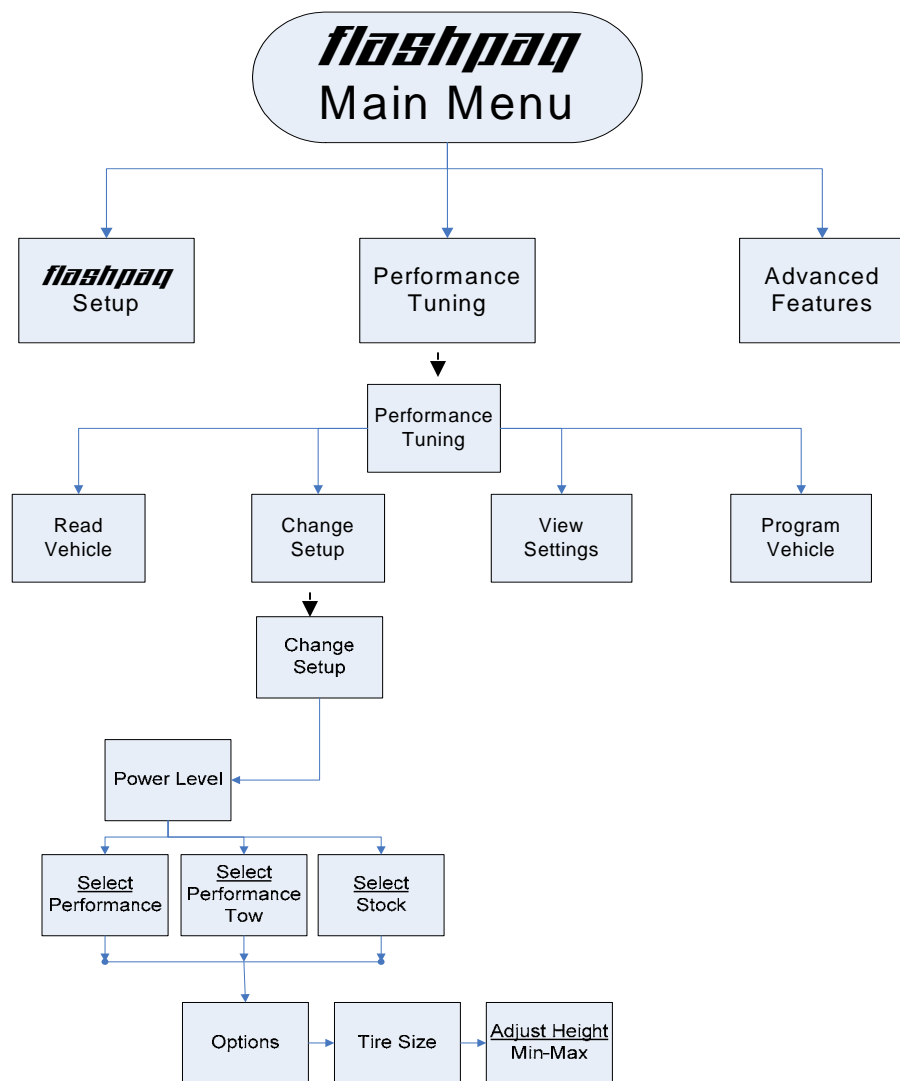 flashpaq
Main Menu
flashpaq
Setup
Performance
Tuning
Advanced
Features
Performance
Tuning
Read
Vehicle
Change
Setup
View
Settings
Program
Vehicle
Change
Setup
Power Level
Select
Performance
Select
Performance
Tow
Select
Stock
Options
Tire Size
Adjust Height
Min-Max